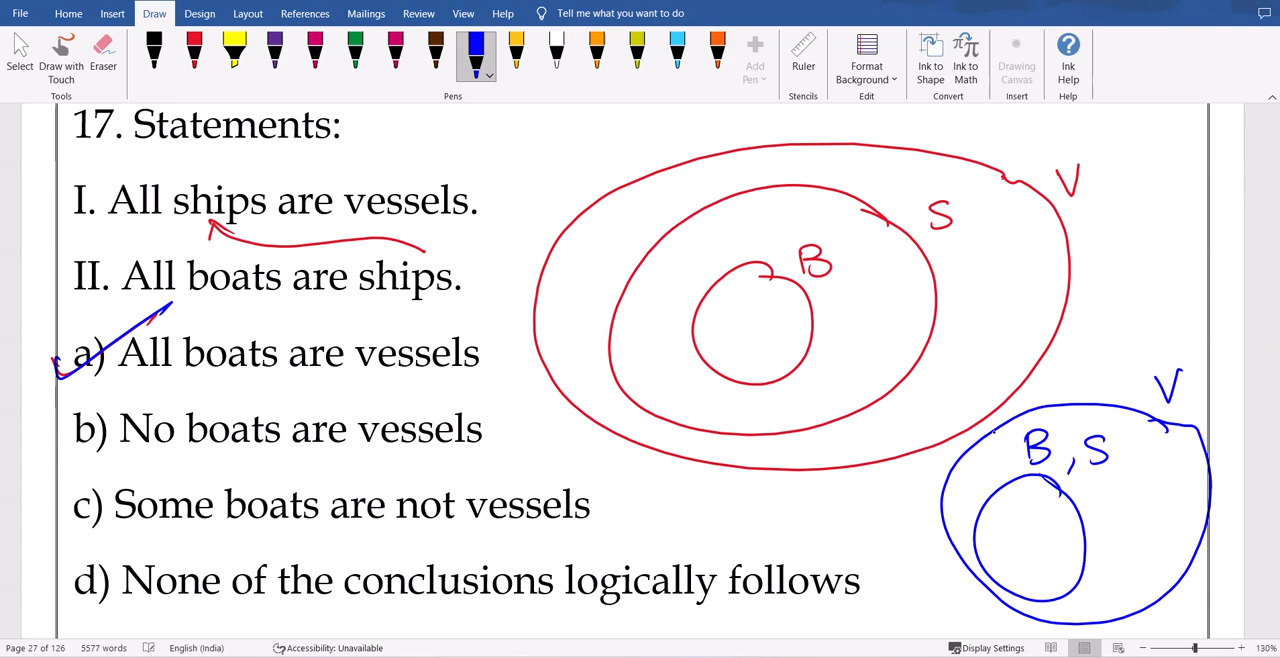 File Home Insert Draw Design Layout References Mailings Review View Help Tell me what you want to do
Select Draw with Touch Eraser Add Pen Ruler Format Background Ink to Shape Ink to Math Drawing Canvas Ink Help
Tools Pens Stencils Edit Convert Insert Help
17. Statements:
V
I. All ships are vessels.
S
B
II. All boats are ships.
a) All boats are vessels
V
b) No boats are vessels
B, S
c) Some boats are not vessels
d) None of the conclusions logically follows
Page 27 of 126 5577 words English (India) Accessibility: Unavailable Display Settings 130%